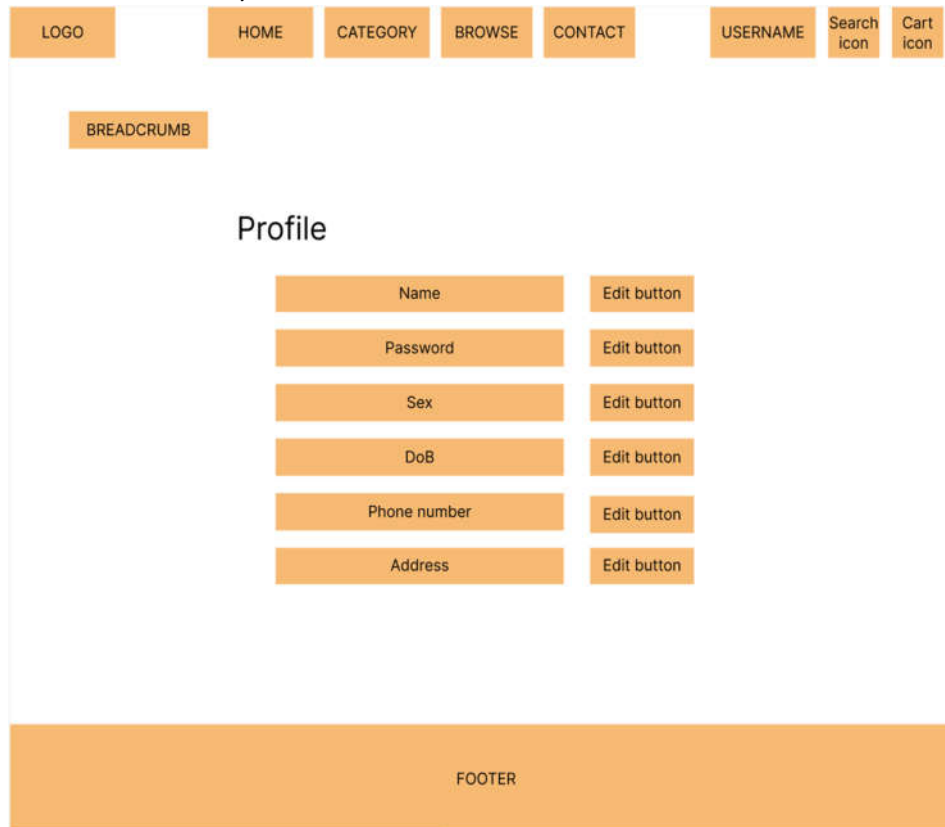 LOGO HOME CATEGORY BROWSE CONTACT USERNAME Search icon Cart icon
BREADCRUMB
Profile
Name Edit button
Password Edit button
Sex Edit button
DoB Edit button
Phone number Edit button
Address Edit button
FOOTER